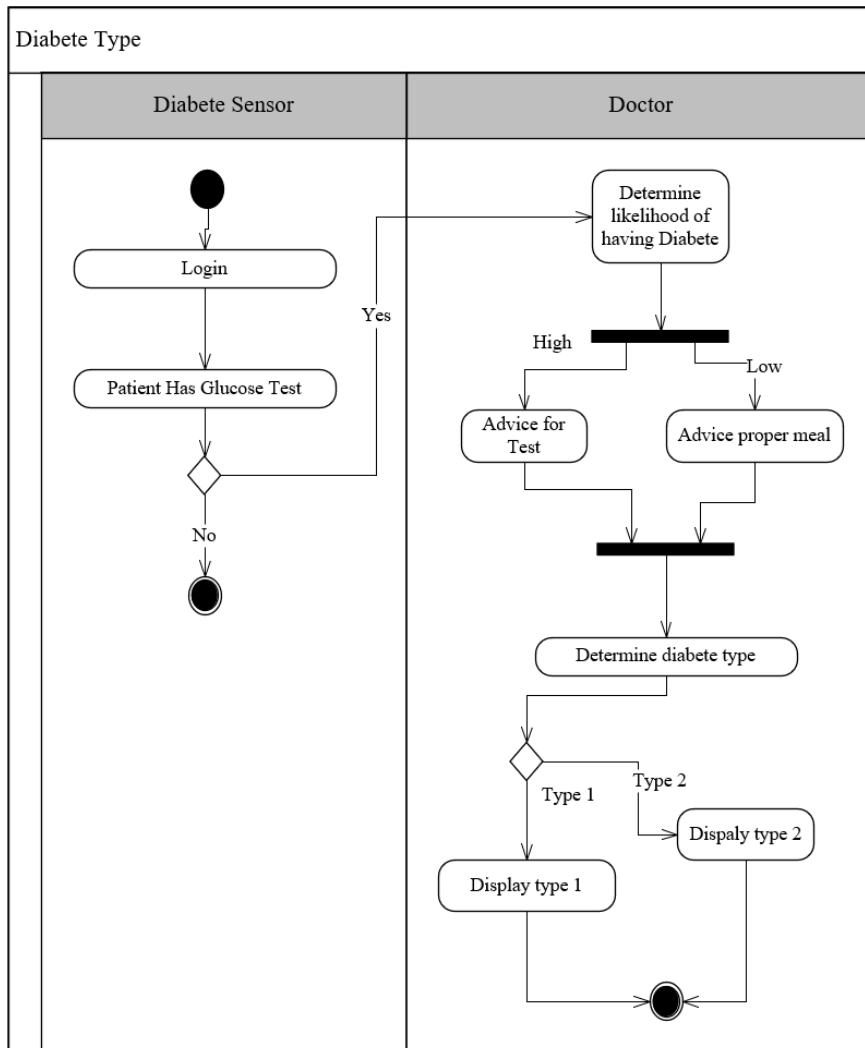 Diabete Type
Diabete Sensor
Doctor
Login
Patient Has Glucose Test
Yes
No
Determine
likelihood of
having Diabete
High
Low
Advice for
Test
Advice proper meal
Determine diabete type
Type 1
Type 2
Display type 1
Dispaly type 2